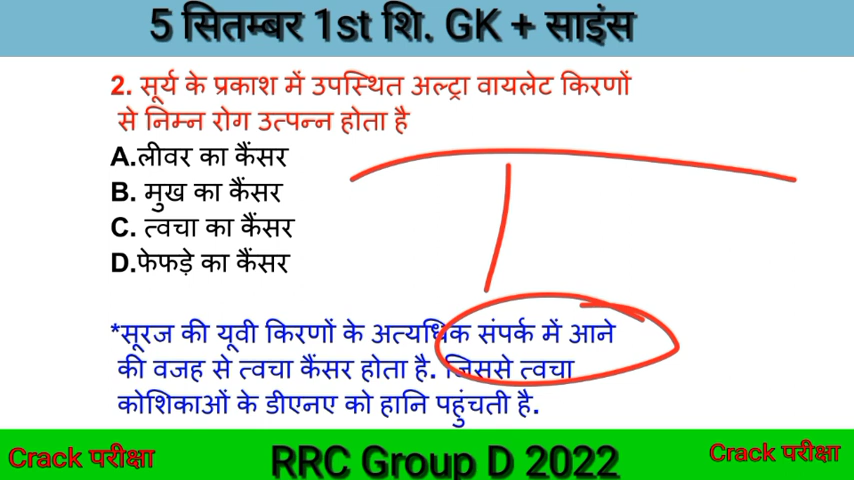 5 सितम्बर 1st शि. GK + साइंस
2. सूर्य के प्रकाश में उपस्थित अल्ट्रा वायलेट किरणों
से निम्न रोग उत्पन्न होता है
A.लीवर का कैंसर
B. मुख का कैंसर
C. त्वचा का कैंसर
D.फेफड़े का कैंसर
*सूरज की यूवी किरणों के अत्यधिक संपर्क में आने
की वजह से त्वचा कैंसर होता है. जिससे त्वचा
कोशिकाओं के डीएनए को हानि पहुंचती है.
Crack परीक्षा RRC Group D 2022 Crack परीक्षा